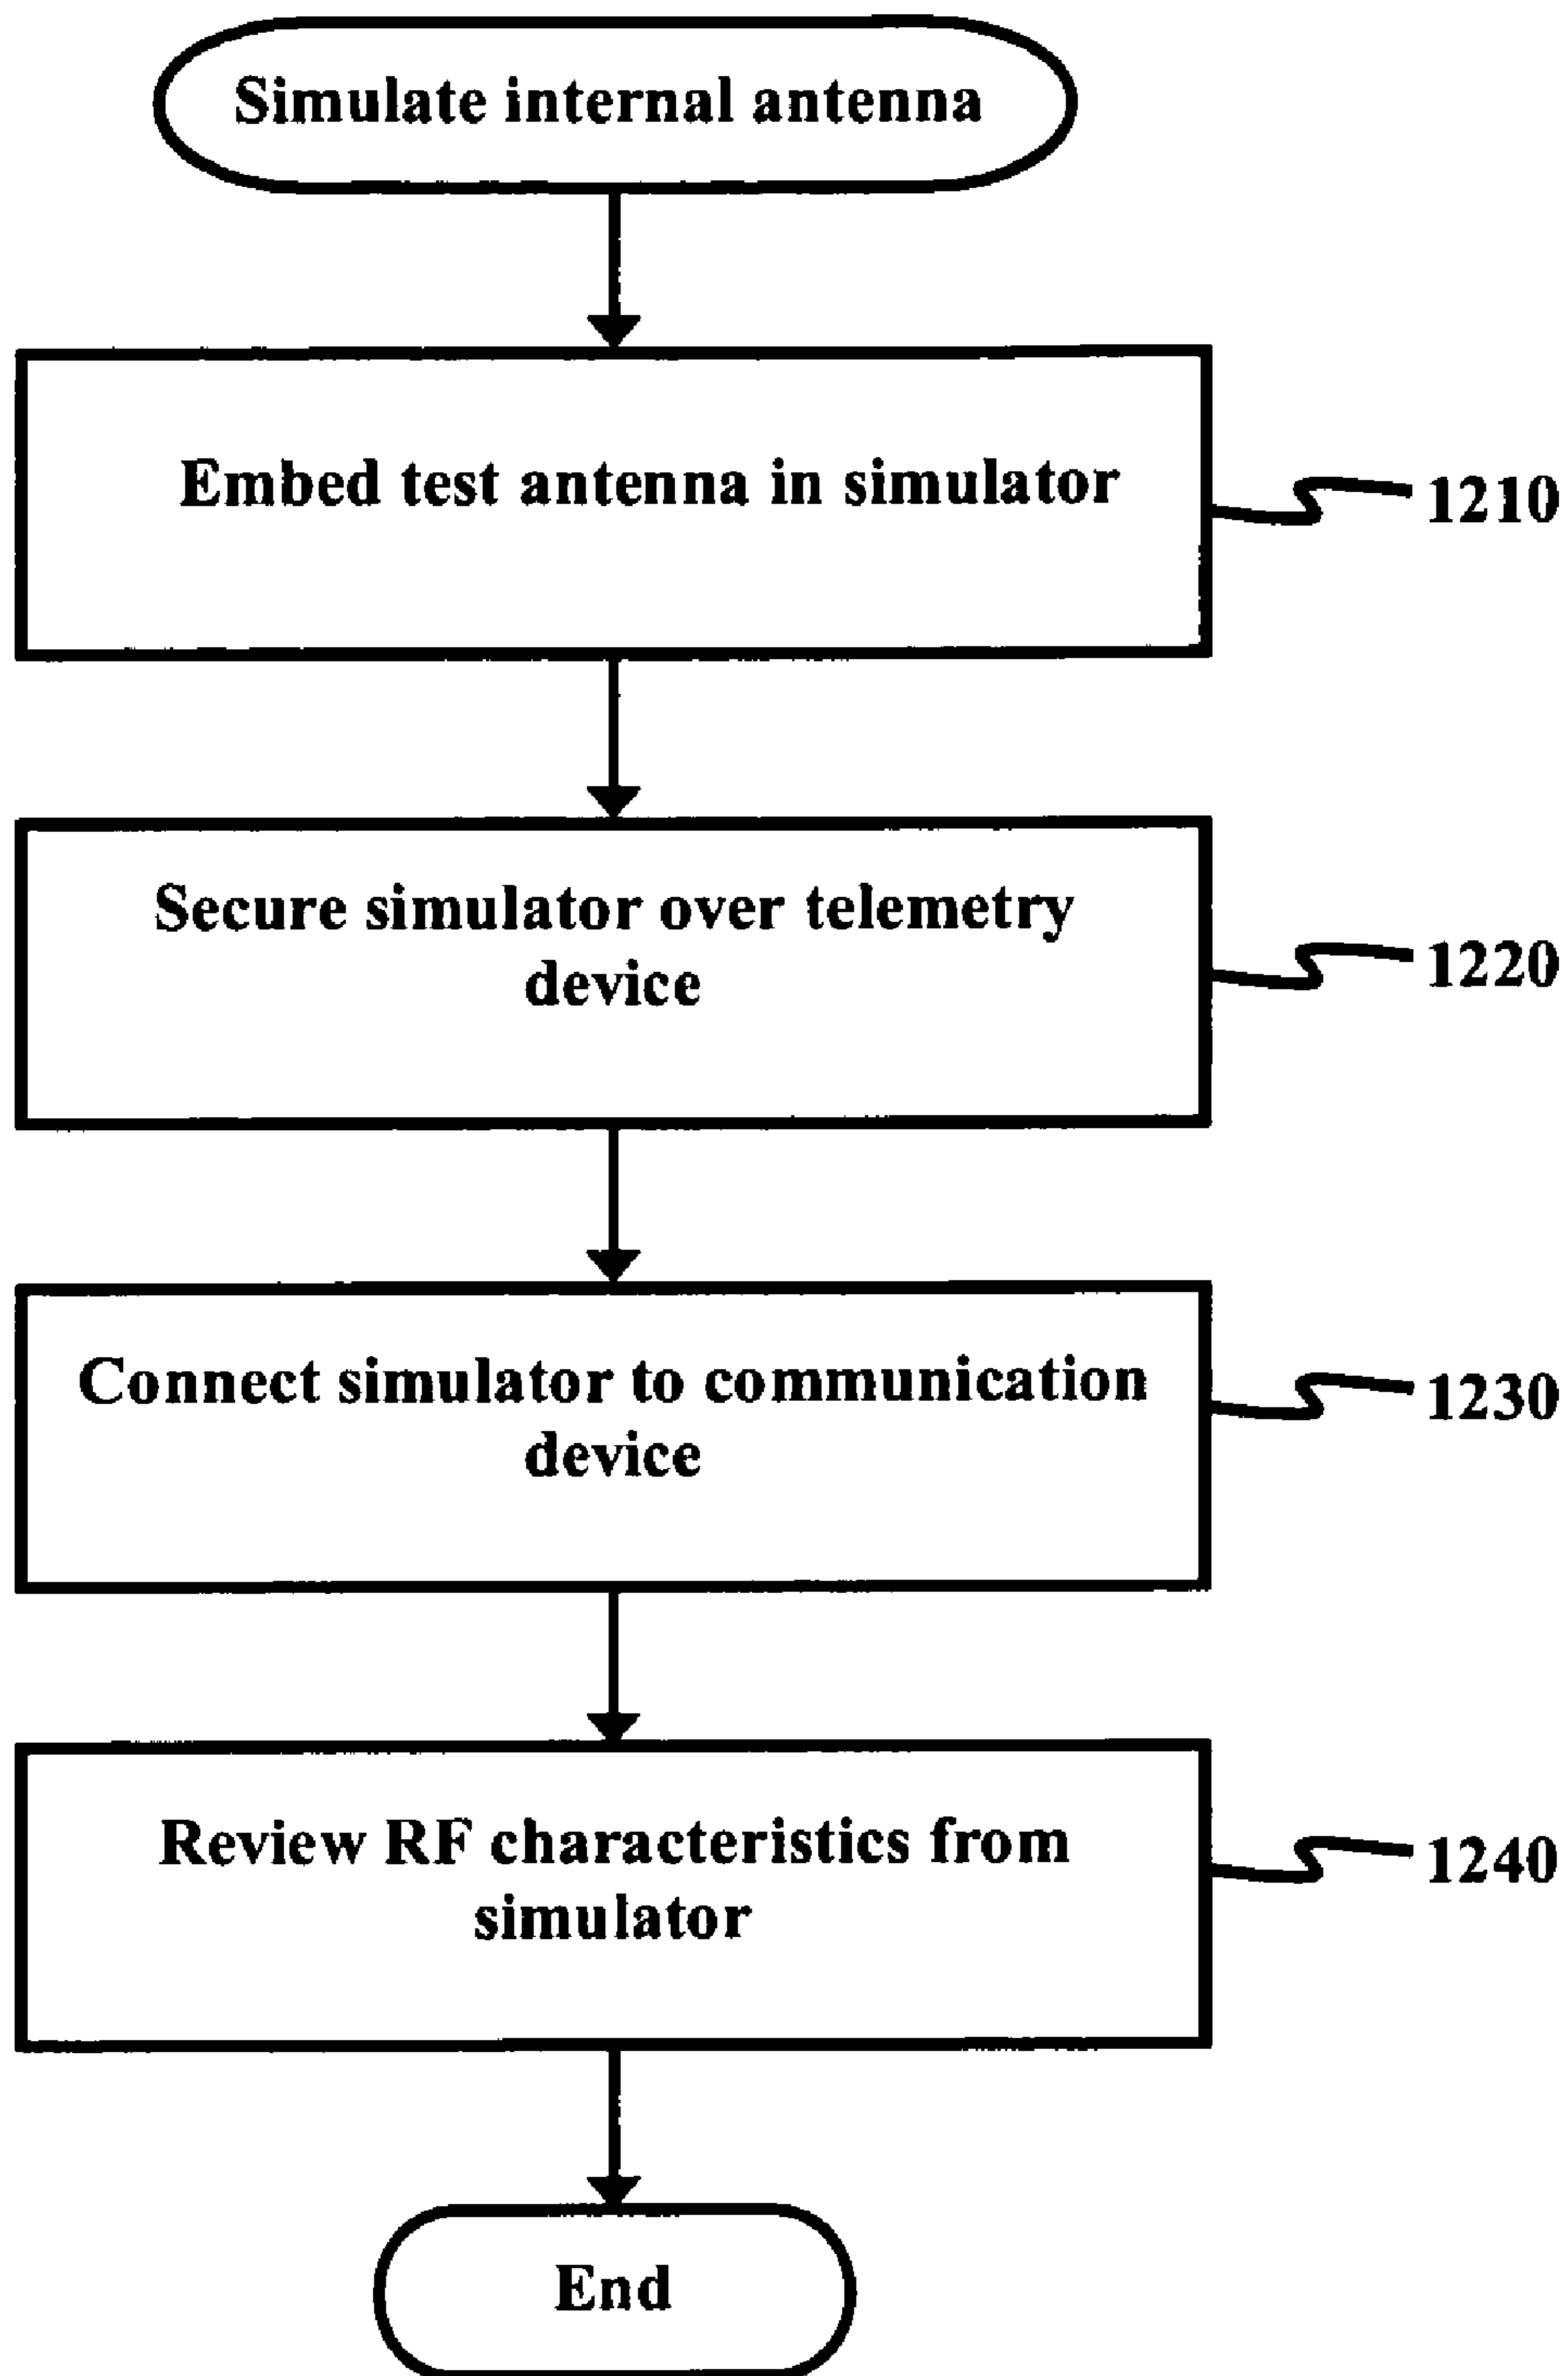 Simulate internal antenna
Embed test antenna in simulator
1210
Secure simulator over telemetry
device
1220
Connect simulator to communication
device
1230
Review RF characteristics from
simulator
1240
End